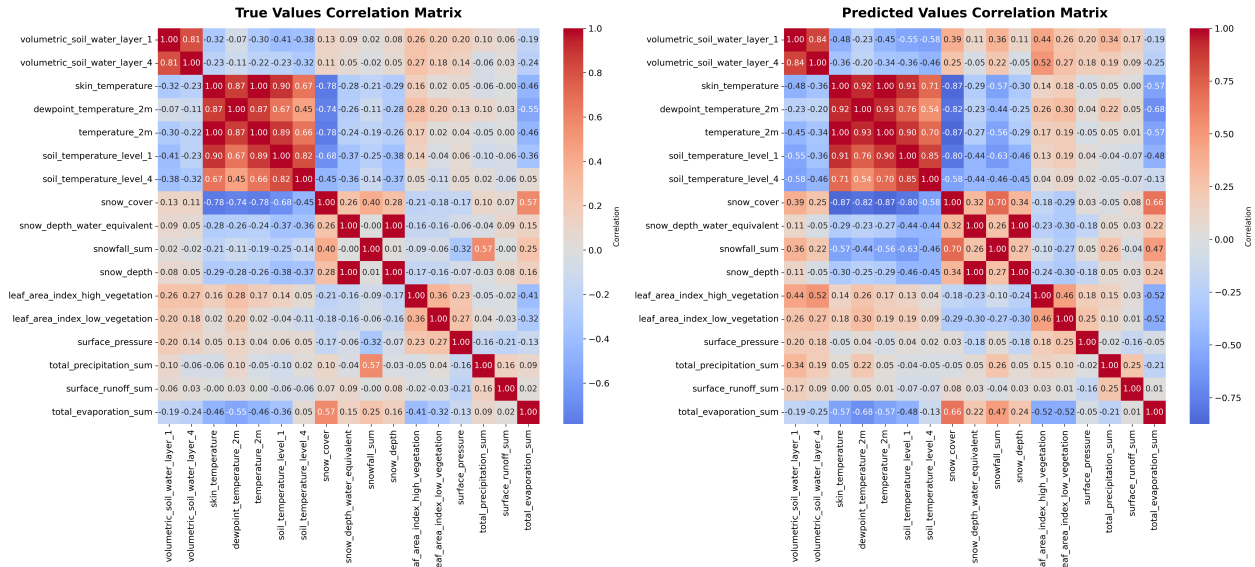 True Values Correlation Matrix
volumetric_soil_water_layer_1 1.00 0.81 -0.32 -0.07 -0.30 -0.41 -0.38 0.13 0.09 0.02 0.08 0.26 0.20 0.20 0.10 0.06 -0.19
volumetric_soil_water_layer_4 0.81 1.00 -0.23 -0.11 -0.22 -0.23 -0.32 0.11 0.05 -0.02 0.05 0.27 0.18 0.14 -0.06 0.03 -0.24
skin_temperature -0.32 -0.23 1.00 0.87 1.00 0.90 0.67 -0.78 -0.28 -0.21 -0.29 0.16 0.02 0.05 -0.06 -0.00 -0.46
dewpoint_temperature_2m -0.07 -0.11 0.87 1.00 0.87 0.67 0.45 -0.74 -0.26 -0.11 -0.28 0.28 0.20 0.13 0.10 0.03 -0.55
temperature_2m -0.30 -0.22 1.00 0.87 1.00 0.89 0.66 -0.78 -0.24 -0.19 -0.26 0.17 0.02 0.04 -0.05 0.00 -0.46
soil_temperature_level_1 -0.41 -0.23 0.90 0.67 0.89 1.00 0.82 -0.68 -0.37 -0.25 -0.38 0.14 -0.04 0.06 -0.10 -0.06 -0.36
soil_temperature_level_4 -0.38 -0.32 0.67 0.45 0.66 0.82 1.00 -0.45 -0.36 -0.14 -0.37 0.05 -0.11 0.05 0.02 -0.06 0.05
snow_cover 0.13 0.11 -0.78 -0.74 -0.78 -0.68 -0.45 1.00 0.26 0.40 0.28 -0.21 -0.18 -0.17 0.10 0.07 0.57
snow_depth_water_equivalent 0.09 0.05 -0.28 -0.26 -0.24 -0.37 -0.36 0.26 1.00 -0.00 1.00 -0.16 -0.16 -0.06 -0.04 0.09 0.15
snowfall_sum 0.02 -0.02 -0.21 -0.11 -0.19 -0.25 -0.14 0.40 -0.00 1.00 0.01 -0.09 -0.06 -0.32 0.57 -0.00 0.25
snow_depth 0.08 0.05 -0.29 -0.28 -0.26 -0.38 -0.37 0.28 1.00 0.01 1.00 -0.17 -0.16 -0.07 -0.03 0.08 0.16
leaf_area_index_high_vegetation 0.26 0.27 0.16 0.28 0.17 0.14 0.05 -0.21 -0.16 -0.09 -0.17 1.00 0.36 0.23 -0.05 -0.02 -0.41
leaf_area_index_low_vegetation 0.20 0.18 0.02 0.20 0.02 -0.04 -0.11 -0.18 -0.16 -0.06 -0.16 0.36 1.00 0.27 0.04 -0.03 -0.32
surface_pressure 0.20 0.14 0.05 0.13 0.04 0.06 0.05 -0.17 -0.06 -0.32 -0.07 0.23 0.27 1.00 -0.16 -0.21 -0.13
total_precipitation_sum 0.10 -0.06 -0.06 0.10 -0.05 -0.10 0.02 0.10 -0.04 0.57 -0.03 -0.05 0.04 -0.16 1.00 0.16 0.09
surface_runoff_sum 0.06 0.03 -0.00 0.03 0.00 -0.06 -0.06 0.07 0.09 -0.00 0.08 -0.02 -0.03 -0.21 0.16 1.00 0.02
total_evaporation_sum -0.19 -0.24 -0.46 -0.55 -0.46 -0.36 0.05 0.57 0.15 0.25 0.16 -0.41 -0.32 -0.13 0.09 0.02 1.00
volumetric_soil_water_layer_1
volumetric_soil_water_layer_4
skin_temperature
dewpoint_temperature_2m
temperature_2m
soil_temperature_level_1
soil_temperature_level_4
snow_cover
snow_depth_water_equivalent
snowfall_sum
snow_depth
af_area_index_high_vegetation
eaf_area_index_low_vegetation
surface_pressure
total_precipitation_sum
surface_runoff_sum
total_evaporation_sum
1.0
0.8
0.6
0.4
0.2
0.0
−0.2
−0.4
−0.6
Correlation
Predicted Values Correlation Matrix
volumetric_soil_water_layer_1 1.00 0.84 -0.48 -0.23 -0.45 -0.55 -0.58 0.39 0.11 0.36 0.11 0.44 0.26 0.20 0.34 0.17 -0.19
volumetric_soil_water_layer_4 0.84 1.00 -0.36 -0.20 -0.34 -0.36 -0.46 0.25 -0.05 0.22 -0.05 0.52 0.27 0.18 0.19 0.09 -0.25
skin_temperature -0.48 -0.36 1.00 0.92 1.00 0.91 0.71 -0.87 -0.29 -0.57 -0.30 0.14 0.18 -0.05 -0.05 0.00 -0.57
dewpoint_temperature_2m -0.23 -0.20 0.92 1.00 0.93 0.76 0.54 -0.82 -0.23 -0.44 -0.25 0.26 0.30 0.04 0.22 0.05 -0.68
temperature_2m -0.45 -0.34 1.00 0.93 1.00 0.90 0.70 -0.87 -0.27 -0.56 -0.29 0.17 0.19 -0.05 -0.04 0.01 -0.57
soil_temperature_level_1 -0.55 -0.36 0.91 0.76 0.90 1.00 0.85 -0.80 -0.44 -0.63 -0.46 0.13 0.19 -0.04 -0.04 -0.07 -0.48
soil_temperature_level_4 -0.58 -0.46 0.71 0.54 0.70 0.85 1.00 -0.58 -0.44 -0.46 -0.45 0.04 0.09 0.02 -0.05 -0.07 -0.13
snow_cover 0.39 0.25 -0.87 -0.82 -0.87 -0.80 -0.58 1.00 0.32 0.70 0.34 -0.18 -0.29 0.03 -0.05 0.08 0.66
snow_depth_water_equivalent 0.11 -0.05 -0.29 -0.23 -0.27 -0.44 -0.44 0.32 1.00 0.26 1.00 -0.23 -0.30 -0.18 0.05 0.03 0.22
snowfall_sum 0.36 0.22 -0.57 -0.44 -0.56 -0.63 -0.46 0.70 0.26 1.00 0.27 -0.10 -0.27 0.05 0.26 -0.04 0.47
snow_depth 0.11 -0.05 -0.30 -0.25 -0.29 -0.46 -0.45 0.34 1.00 0.27 1.00 -0.24 -0.30 -0.18 0.05 0.03 0.24
leaf_area_index_high_vegetation 0.44 0.52 0.14 0.26 0.17 0.13 0.04 -0.18 -0.23 -0.10 -0.24 1.00 0.46 0.18 0.15 0.03 -0.52
leaf_area_index_low_vegetation 0.26 0.27 0.18 0.30 0.19 0.19 0.09 -0.29 -0.30 -0.27 -0.30 0.46 1.00 0.25 0.10 -0.01 -0.52
surface_pressure 0.20 0.18 -0.05 0.04 -0.05 -0.04 0.02 0.03 -0.18 0.05 -0.18 0.18 0.25 1.00 -0.02 -0.16 -0.05
total_precipitation_sum 0.34 0.19 -0.05 0.22 -0.04 -0.04 -0.05 -0.05 0.05 0.26 0.05 0.15 0.10 -0.02 1.00 0.25 -0.21
surface_runoff_sum 0.17 0.09 0.00 0.05 0.01 -0.07 -0.07 0.08 0.03 -0.04 0.03 0.03 -0.01 -0.16 0.25 1.00 0.01
total_evaporation_sum -0.19 -0.25 -0.57 -0.68 -0.57 -0.48 -0.13 0.66 0.22 0.47 0.24 -0.52 -0.52 -0.05 -0.21 0.01 1.00
volumetric_soil_water_layer_1
volumetric_soil_water_layer_4
skin_temperature
dewpoint_temperature_2m
temperature_2m
soil_temperature_level_1
soil_temperature_level_4
snow_cover
snow_depth_water_equivalent
snowfall_sum
snow_depth
af_area_index_high_vegetation
eaf_area_index_low_vegetation
surface_pressure
total_precipitation_sum
surface_runoff_sum
total_evaporation_sum
1.00
0.75
0.50
0.25
0.00
−0.25
−0.50
−0.75
Correlation